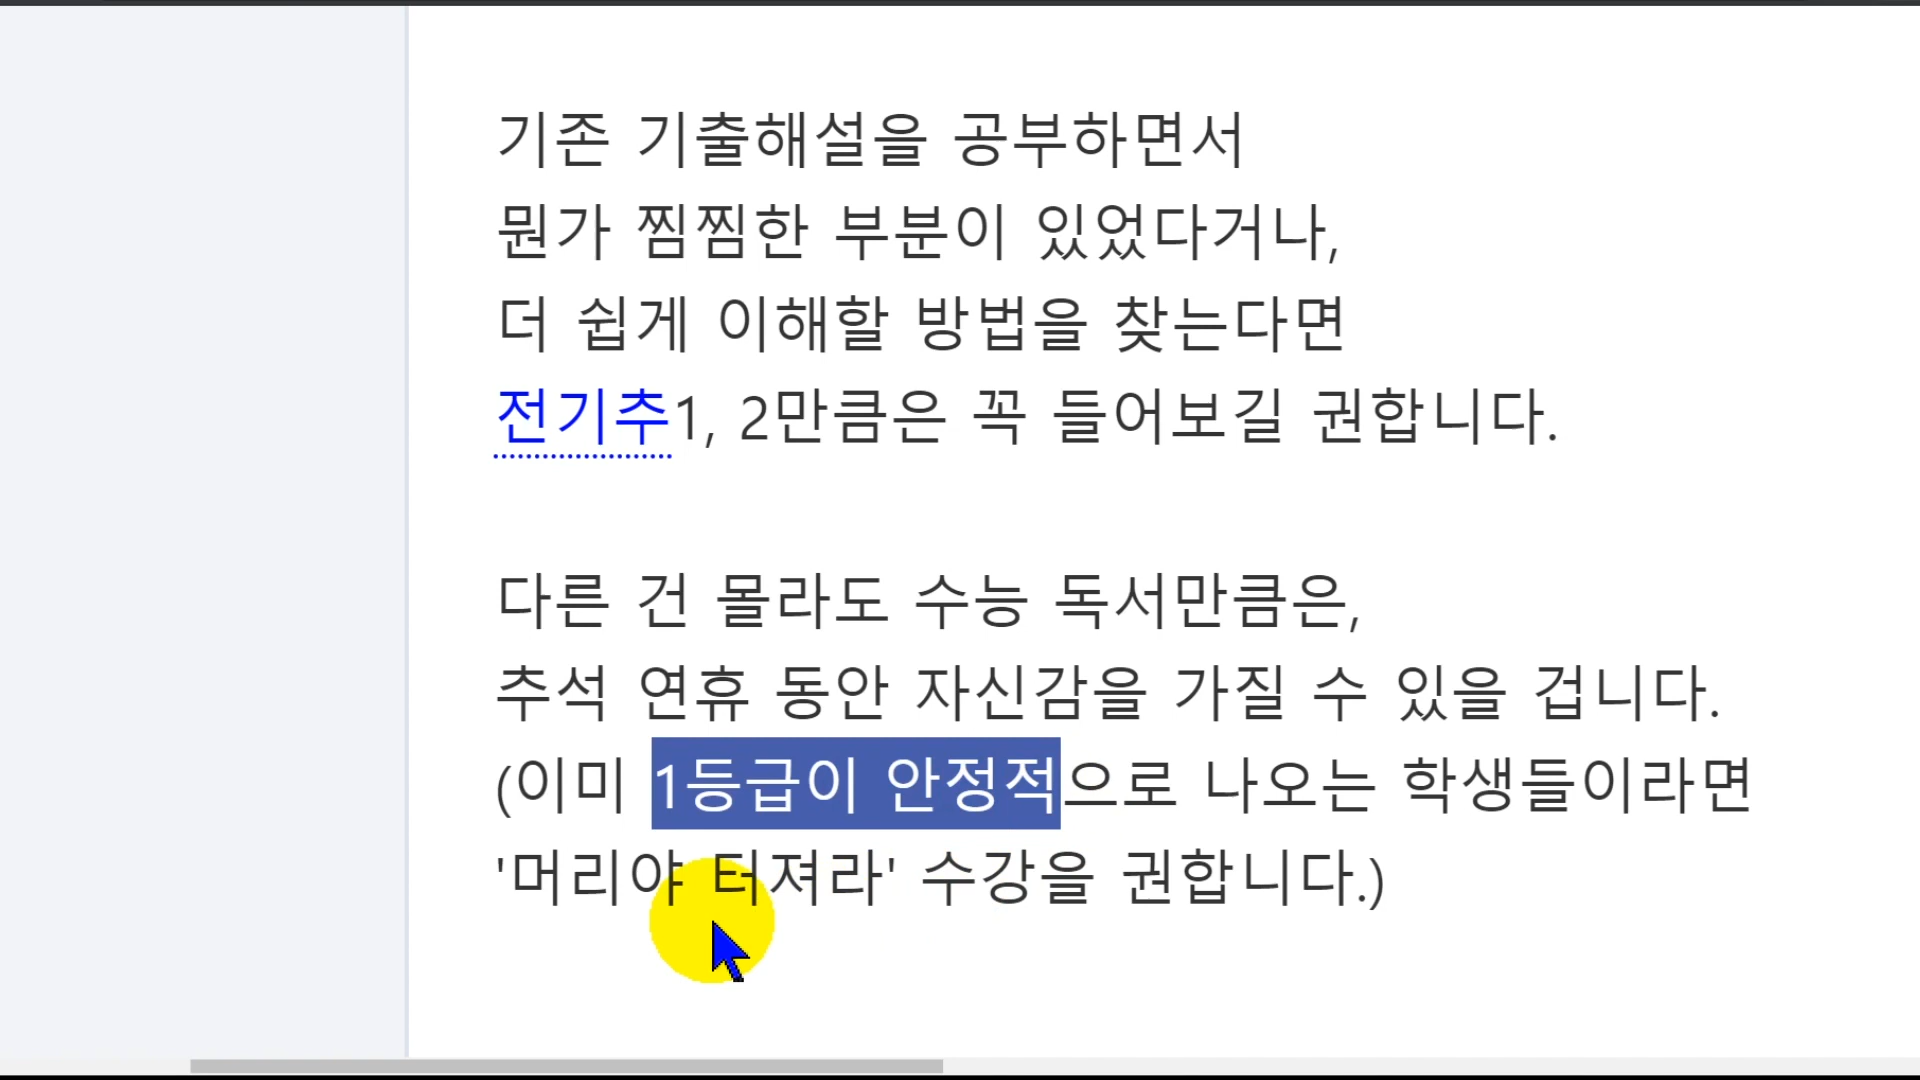 기존 기출해설을 공부하면서
뭔가 찜찜한 부분이 있었다거나,
더 쉽게 이해할 방법을 찾는다면
전기추1, 2만큼은 꼭 들어보길 권합니다.
다른 건 몰라도 수능 독서만큼은,
추석 연휴 동안 자신감을 가질 수 있을 겁니다.
(이미 1등급이 안정적으로 나오는 학생들이라면
'머리야 터져라' 수강을 권합니다.)